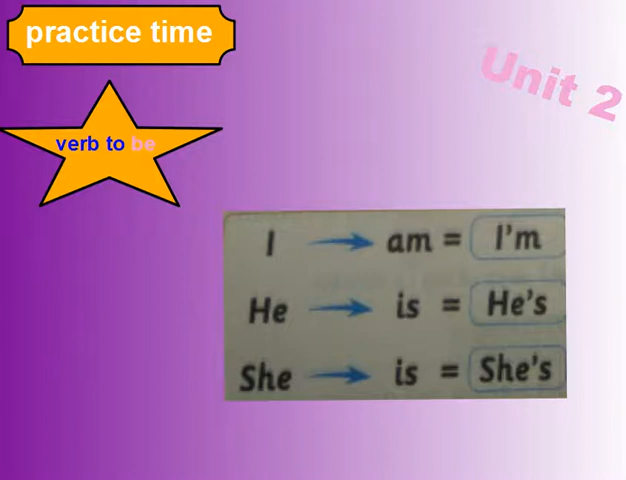 practice time
Unit 2
verb to be
I → am = I'm
He → is = He's
She → is = She's